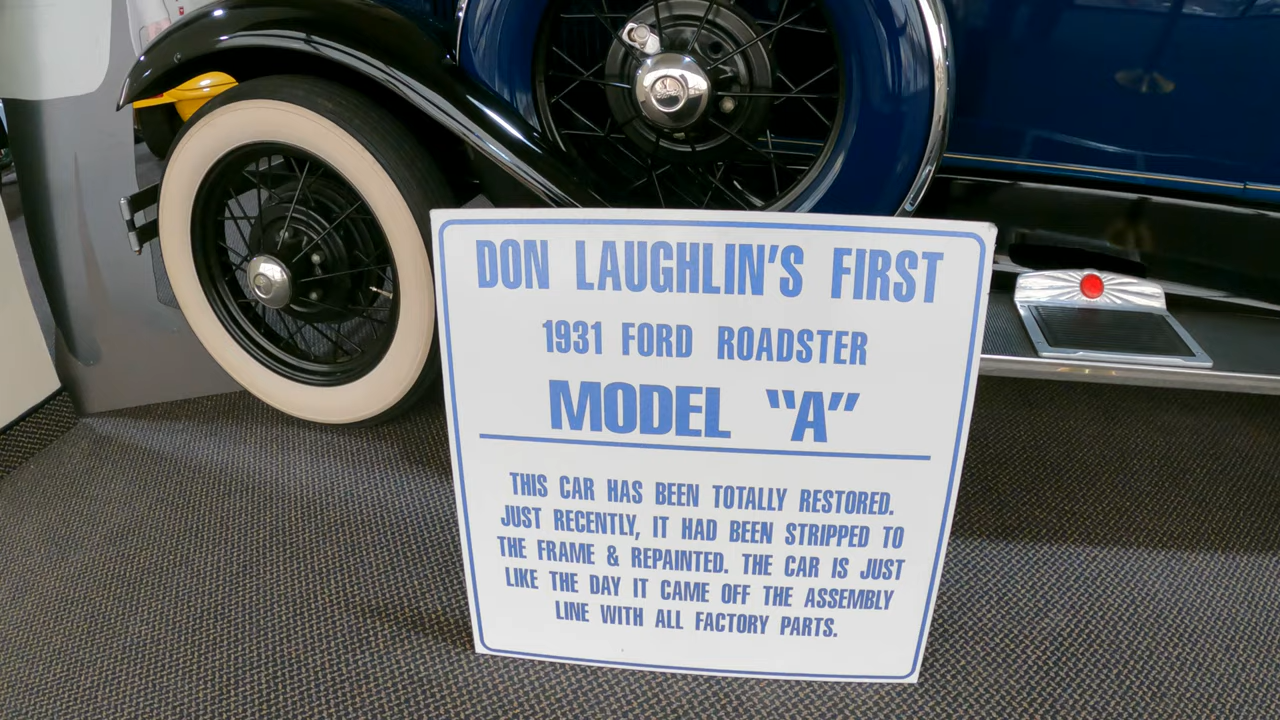 DON LAUGHLIN'S FIRST
1931 FORD ROADSTER
MODEL "A"
THIS CAR HAS BEEN TOTALLY RESTORED.
JUST RECENTLY, IT HAD BEEN STRIPPED TO
THE FRAME & REPAINTED. THE CAR IS JUST
LIKE THE DAY IT CAME OFF THE ASSEMBLY
LINE WITH ALL FACTORY PARTS.